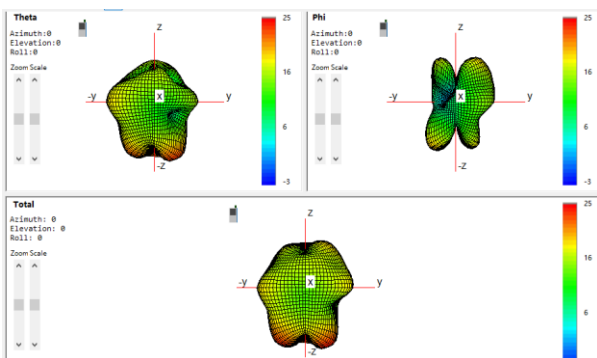 Theta
Azimuth:0
Elevation:0
Roll:0
Zoom Scale
z
-y
x
y
-z
25
16
6
-3
Phi
Azimuth:0
Elevation:0
Roll:0
Zoom Scale
z
-y
x
y
-z
25
16
6
-3
Total
Azimuth: 0
Elevation: 0
Roll: 0
Zoom Scale
z
-y
x
y
-z
25
16
6